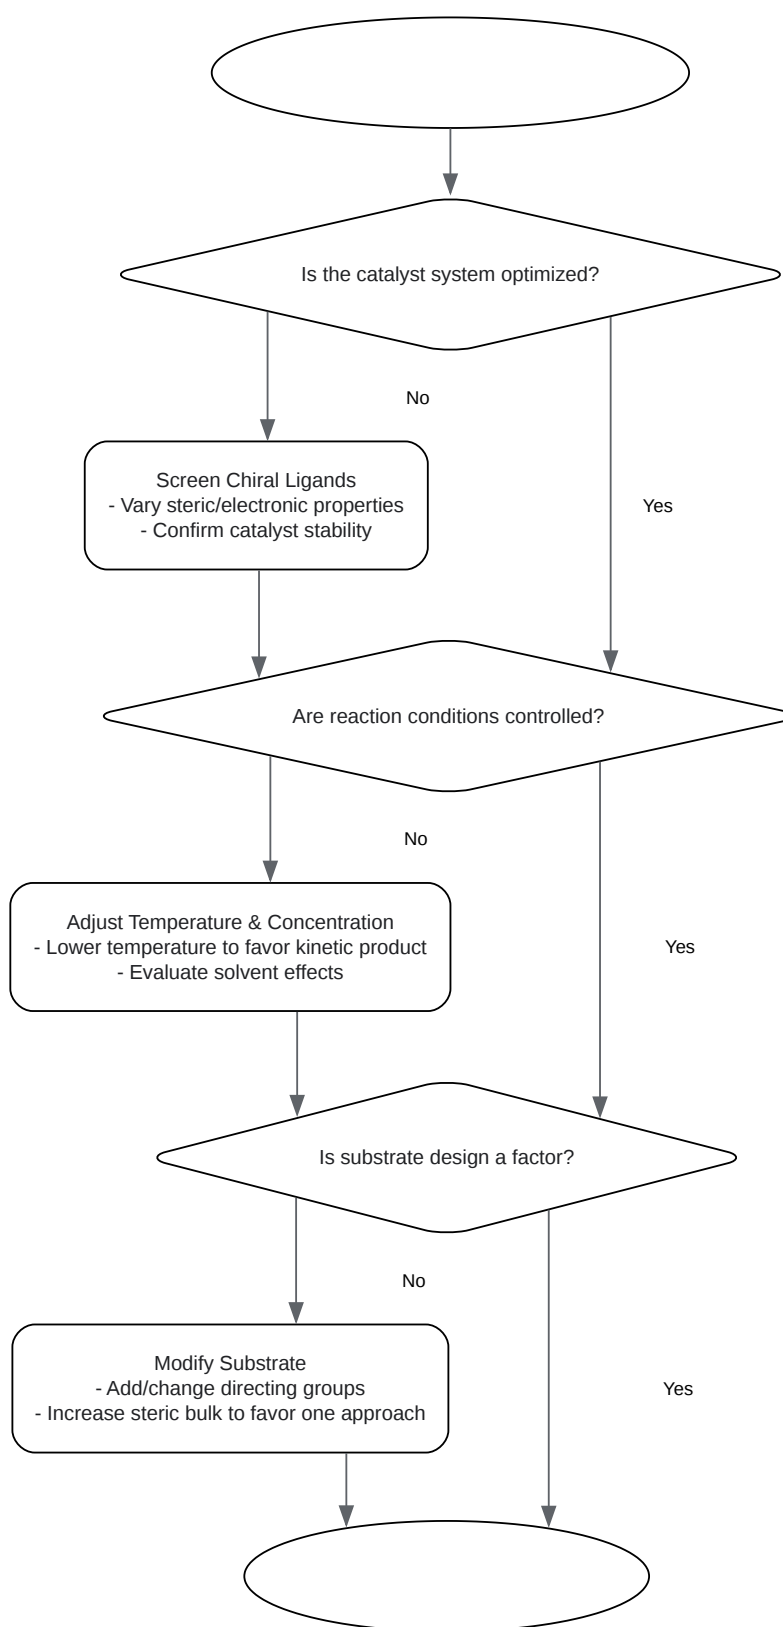 Is the catalyst system optimized?
No
Screen Chiral Ligands
- Vary steric/electronic properties
- Confirm catalyst stability
Yes
Are reaction conditions controlled?
No
Adjust Temperature & Concentration
- Lower temperature to favor kinetic product
- Evaluate solvent effects
Yes
Is substrate design a factor?
No
Modify Substrate
- Add/change directing groups
- Increase steric bulk to favor one approach
Yes